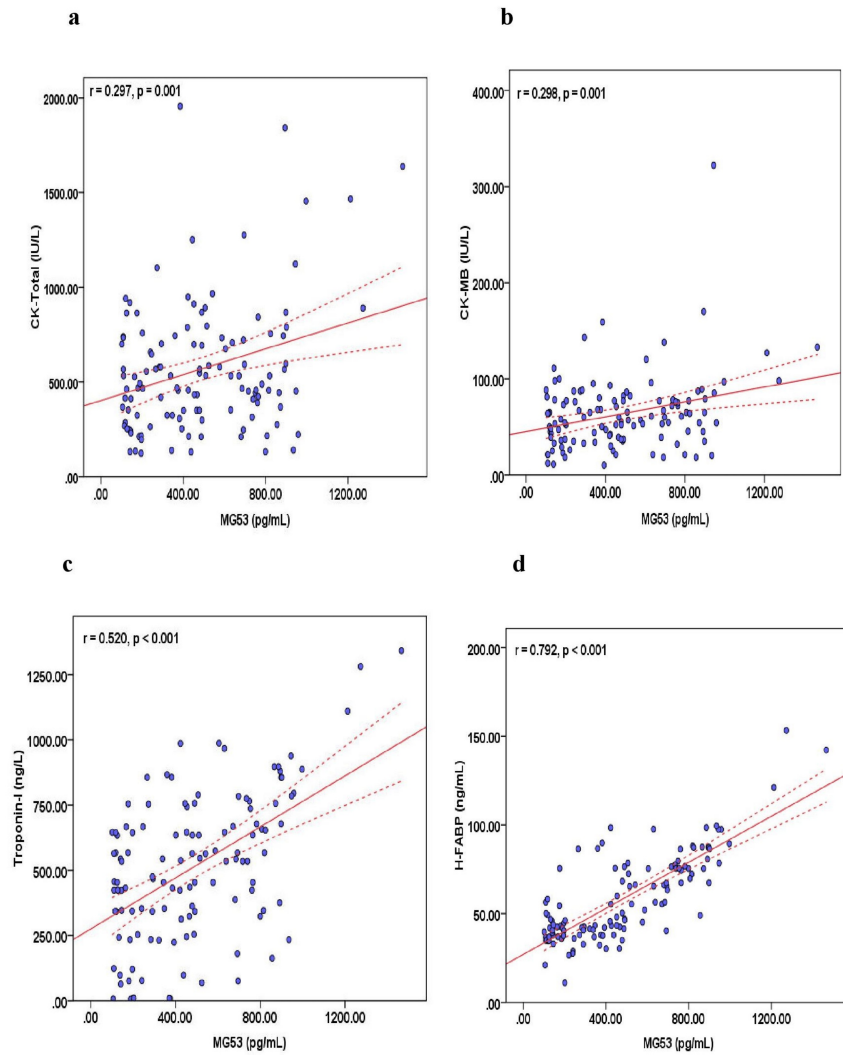 a
r = 0.297, p = 0.001
2000.00
1500.00
1000.00
500.00
.00
CK-Total (IU/L)
.00 400.00 800.00 1200.00
MG53 (pg/mL)
b
r = 0.298, p = 0.001
400.00
300.00
200.00
100.00
.00
CK-MB (IU/L)
.00 400.00 800.00 1200.00
MG53 (pg/mL)
c
r = 0.520, p < 0.001
1250.00
1000.00
750.00
500.00
250.00
.00
Troponin-I (ng/L)
.00 400.00 800.00 1200.00
MG53 (pg/mL)
d
r = 0.792, p < 0.001
200.00
150.00
100.00
50.00
.00
H-FABP (ng/mL)
.00 400.00 800.00 1200.00
MG53 (pg/mL)